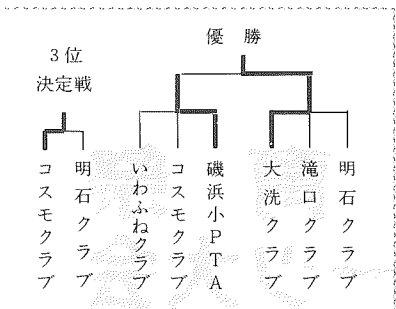 優 勝
3 位
決定戦
コスモクラブ
明石クラブ
いわふねクラブ
コスモクラブ
磯浜小PTA
大洗クラブ
滝口クラブ
明石クラブ